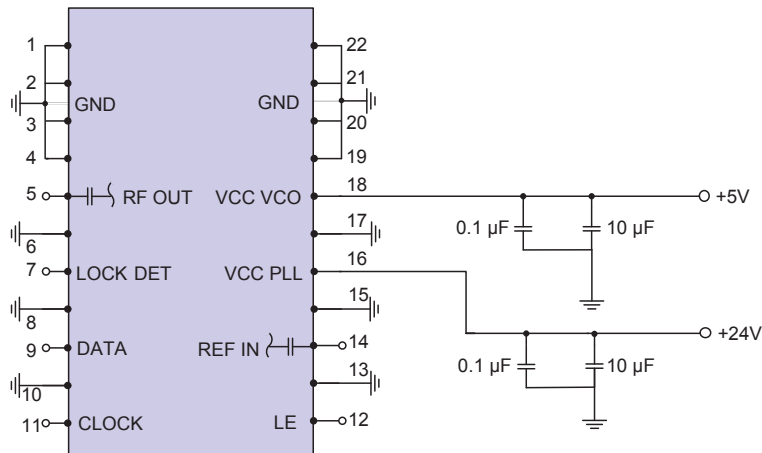 1
2
GND
3
4
5
RF OUT
6
7
LOCK DET
8
9
DATA
10
11
CLOCK
22
21
GND
20
19
18
VCC VCO
17
16
VCC PLL
15
REF IN
14
13
LE
12
+5V
0.1 µF
10 µF
+24V
0.1 µF
10 µF